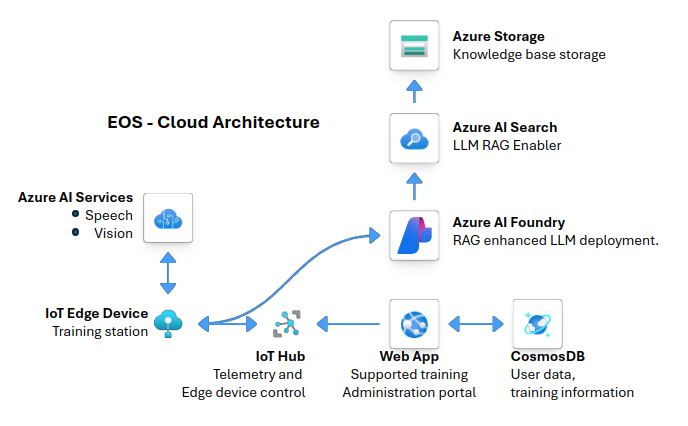 Azure Storage
Knowledge base storage
EOS - Cloud Architecture
Azure AI Search
LLM RAG Enabler
Azure AI Services
Speech
Vision
Azure AI Foundry
RAG enhanced LLM deployment.
IoT Edge Device
Training station
IoT Hub
Telemetry and
Edge device control
Web App
Supported training
Administration portal
CosmosDB
User data,
training information